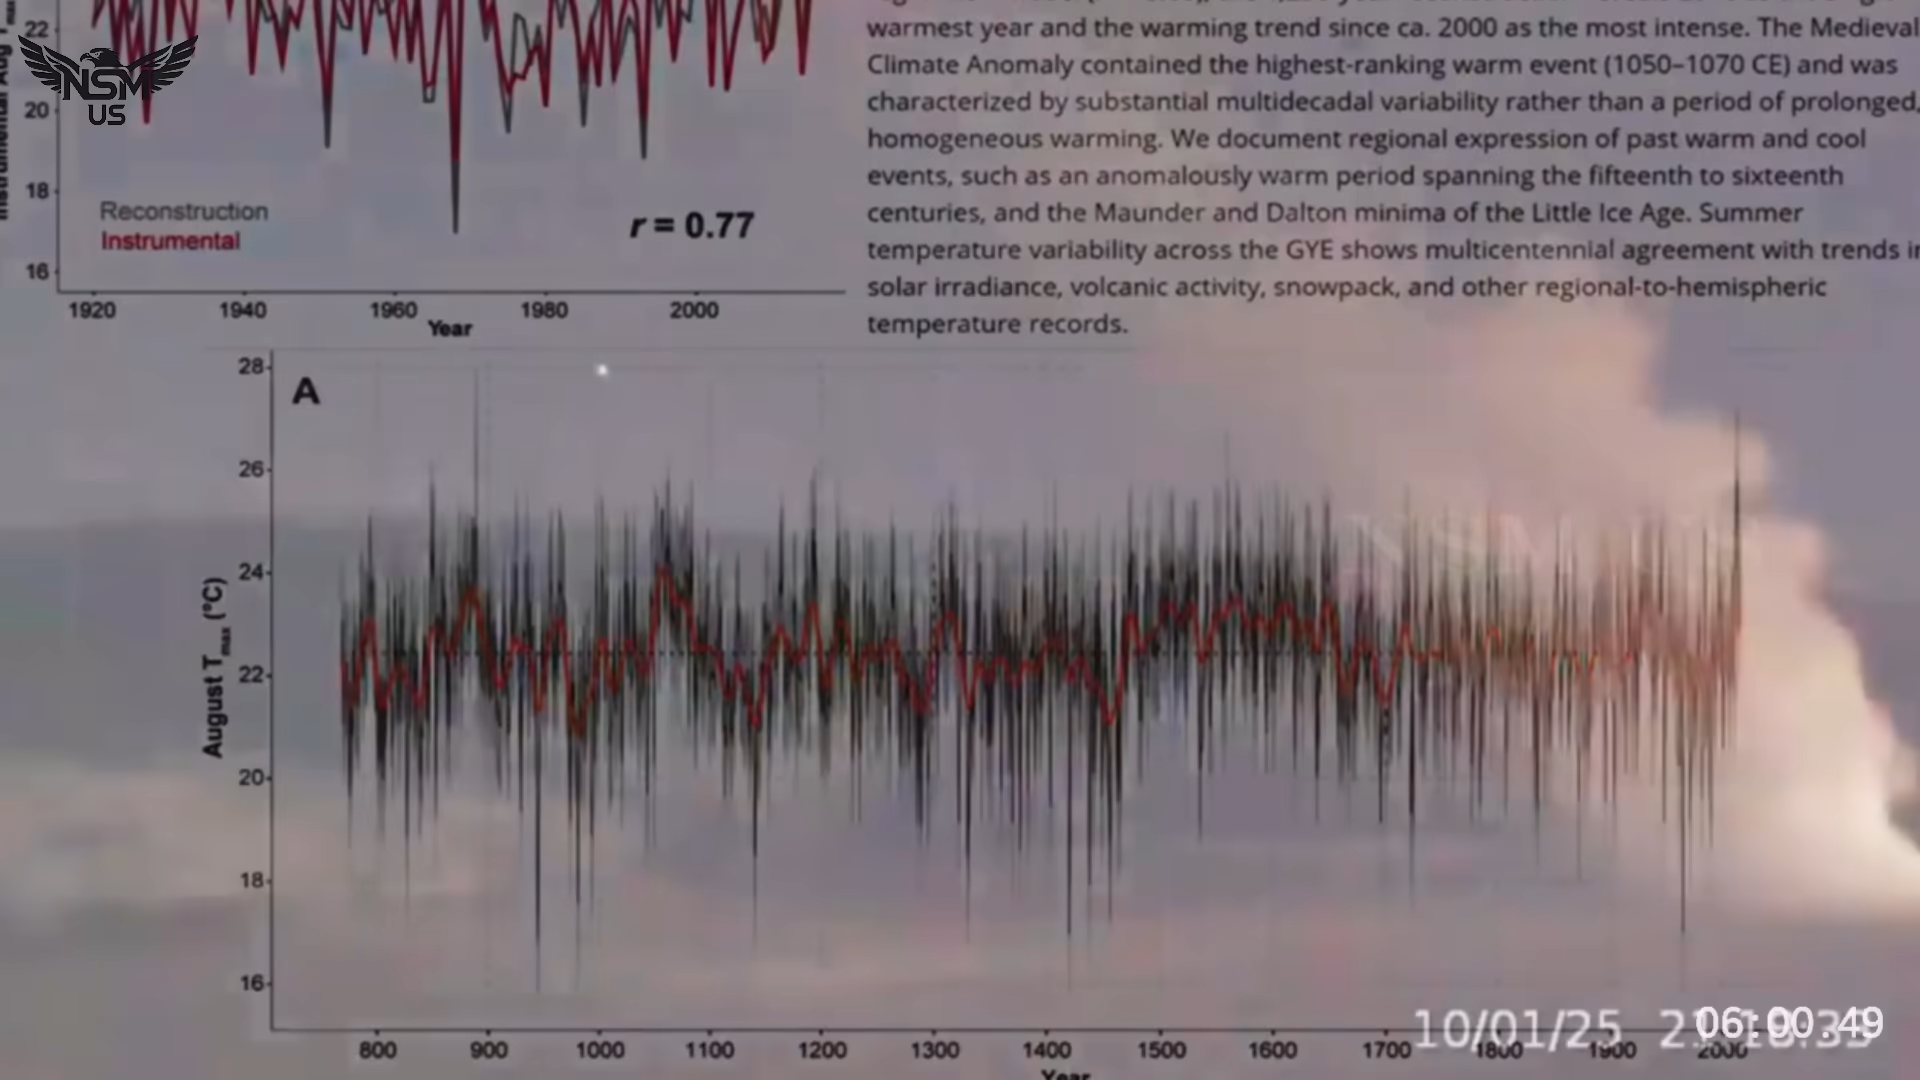 22
20
18
16
NSM
US
Reconstruction
Instrumental
r = 0.77
1920 1940 1960 1980 2000
Year
warmest year and the warming trend since ca. 2000 as the most intense. The Medieval
Climate Anomaly contained the highest-ranking warm event (1050–1070 CE) and was
characterized by substantial multidecadal variability rather than a period of prolonged,
homogeneous warming. We document regional expression of past warm and cool
events, such as an anomalously warm period spanning the fifteenth to sixteenth
centuries, and the Maunder and Dalton minima of the Little Ice Age. Summer
temperature variability across the GYE shows multicentennial agreement with trends in
solar irradiance, volcanic activity, snowpack, and other regional-to-hemispheric
temperature records.
A
28
26
24
22
20
18
16
August Tmax (°C)
800 900 1000 1100 1200 1300 1400 1500 1600 1700 1800 1900 2000
Year
10/01/25
06:00.49